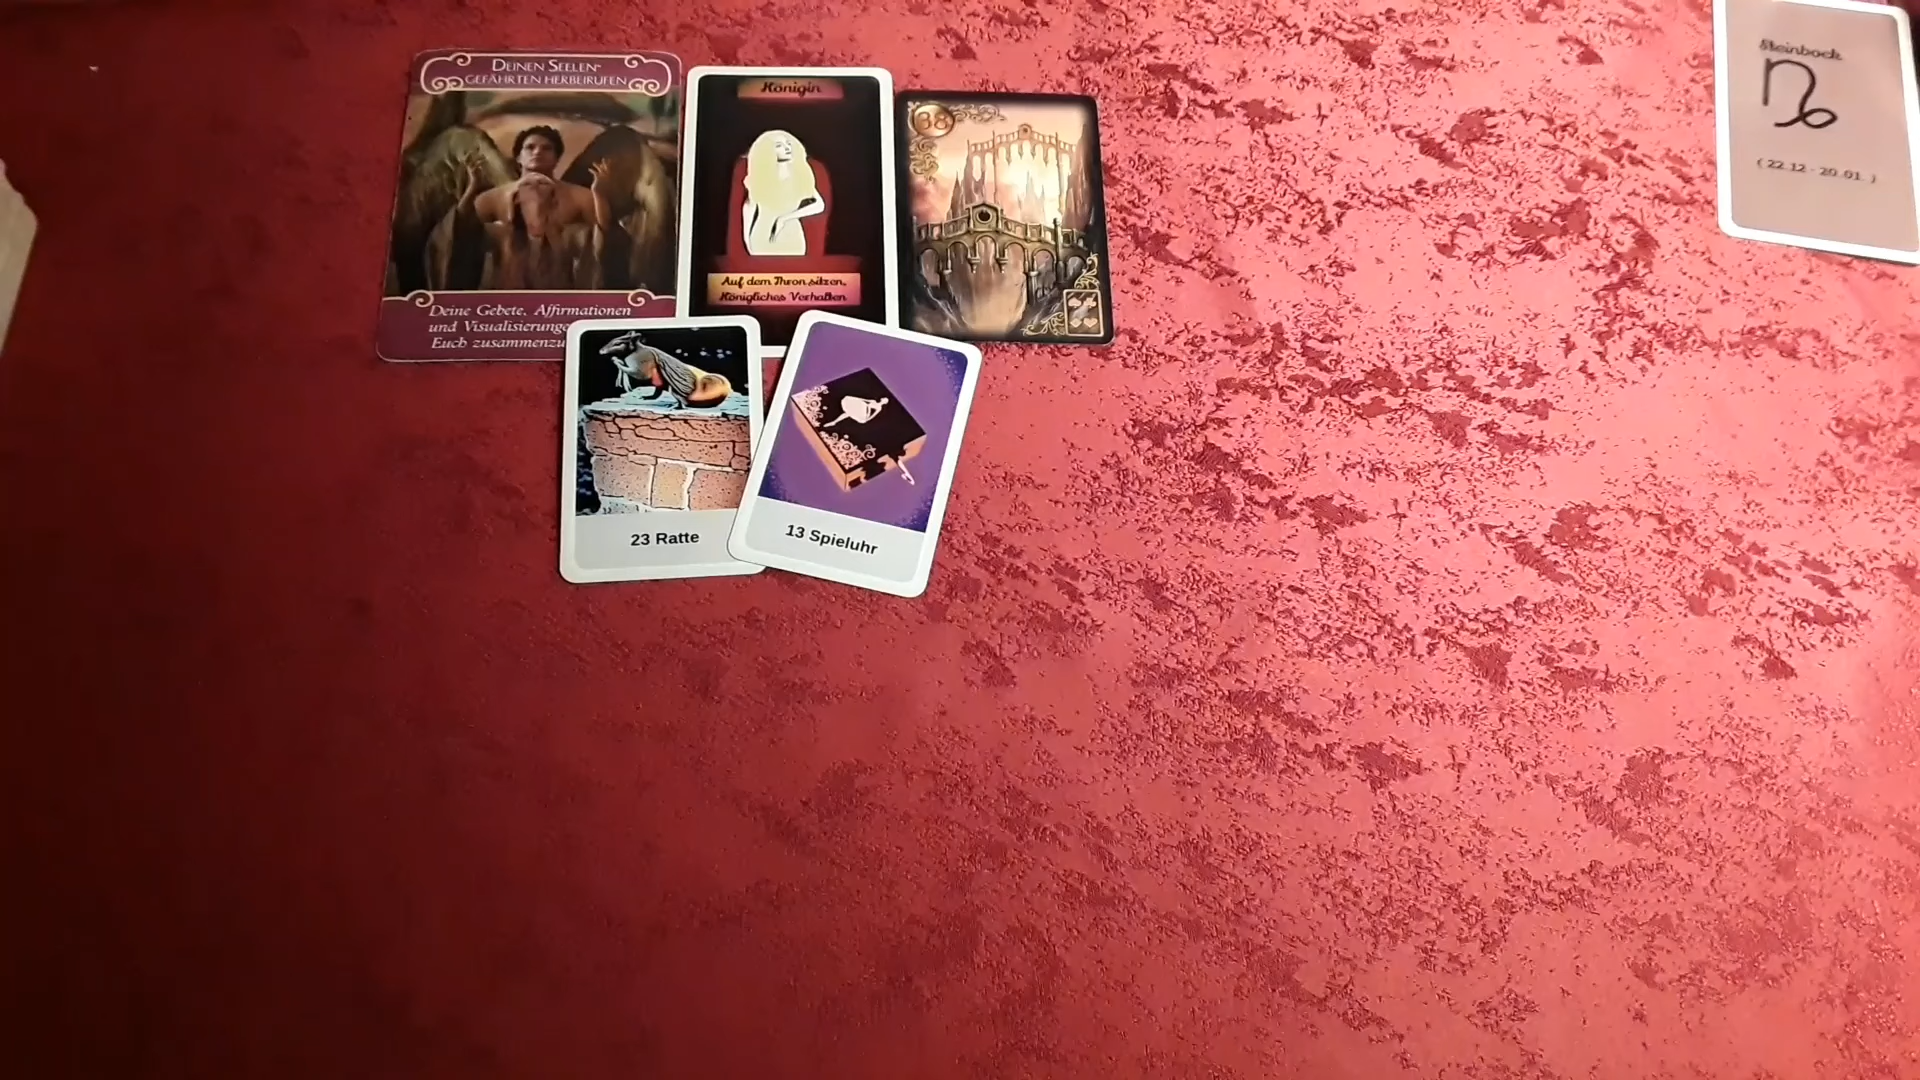 DEINEN SEELEN-
GEFÄHRTEN HERBEIRUFEN
Deine Gebete, Affirmationen
und Visualisierunge
Euch zusammenzu
Königin
Auf dem Thron sitzen,
Königliches Verhalten
38
23 Ratte
13 Spieluhr
Steinbock
( 22.12 - 20.01. )